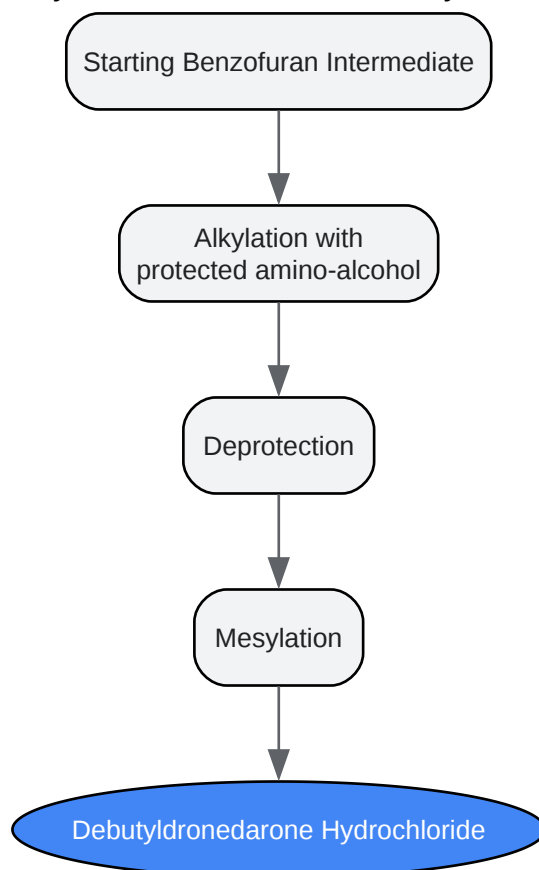 Starting Benzofuran Intermediate
Alkylation with
protected amino-alcohol
Deprotection
Mesylation
Debutyldronedarone Hydrochloride